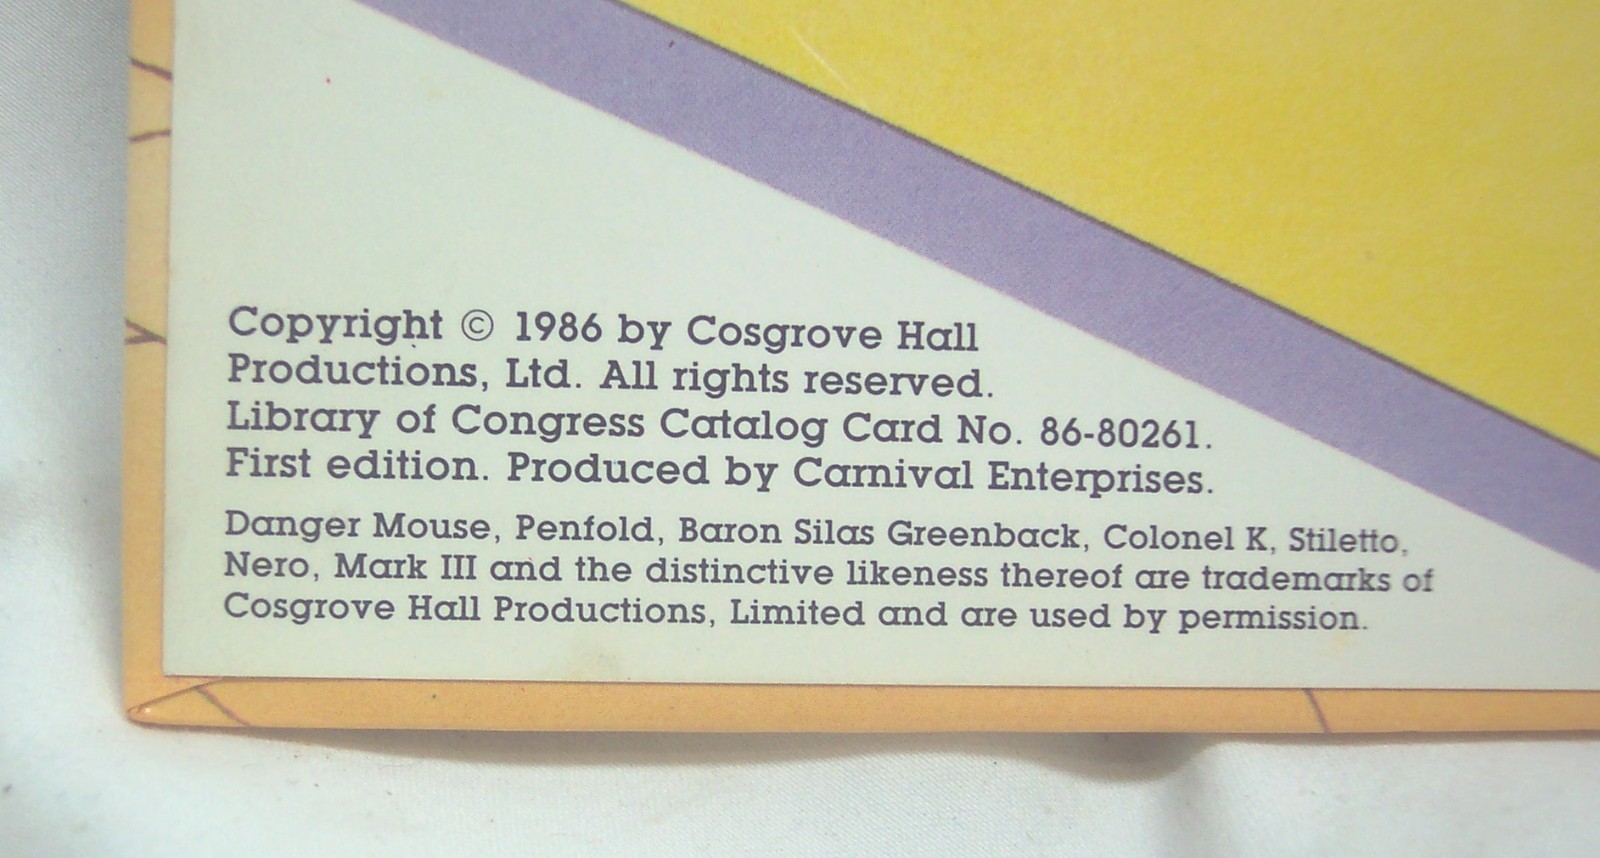 Copyright © 1986 by Cosgrove Hall
Productions, Ltd. All rights reserved.
Library of Congress Catalog Card No. 86-80261.
First edition. Produced by Carnival Enterprises.
Danger Mouse, Penfold, Baron Silas Greenback, Colonel K, Stiletto,
Nero, Mark III and the distinctive likeness thereof are trademarks of
Cosgrove Hall Productions, Limited and are used by permission.